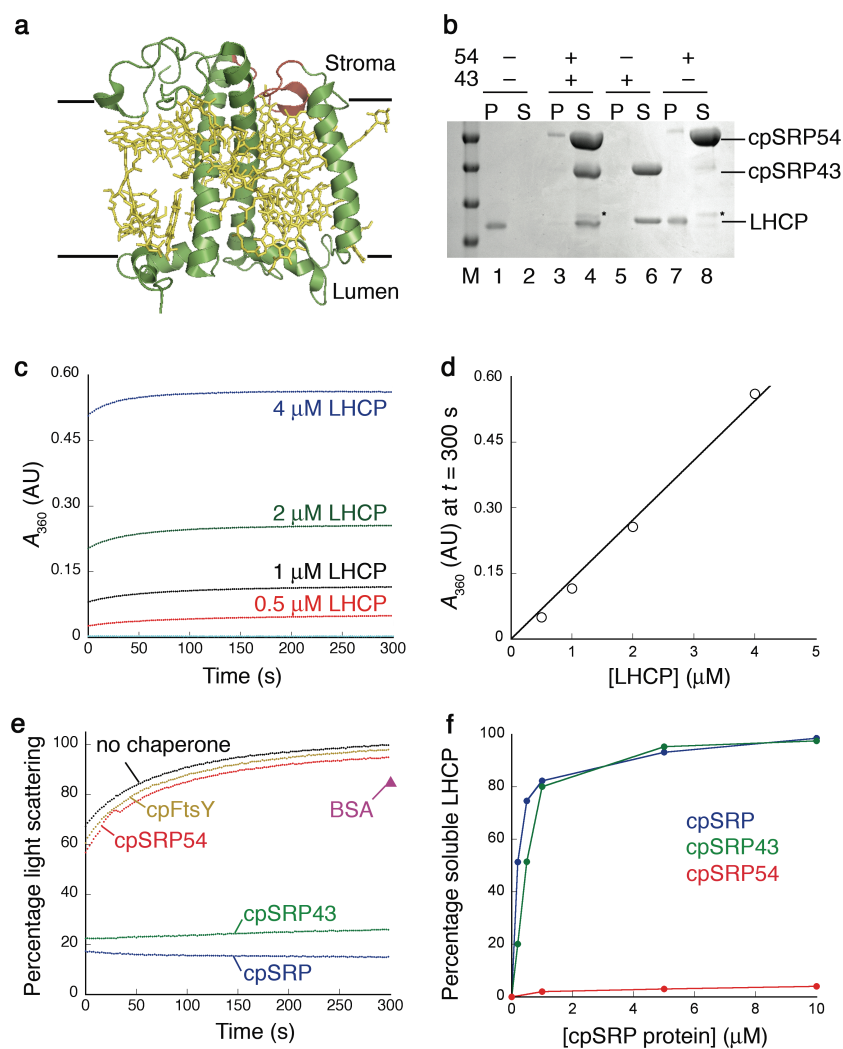 a
Stroma
Lumen
b
54 − + − +
43 − + + −
P S P S P S P S
cpSRP54
cpSRP43
* *
LHCP
M 1 2 3 4 5 6 7 8
c
0.60
0.45
0.30
0.15
0
A360 (AU)
4 μM LHCP
2 μM LHCP
1 μM LHCP
0.5 μM LHCP
0 50 100 150 200 250 300
Time (s)
d
0.60
0.45
0.30
0.15
0
A360 (AU) at t = 300 s
0 1 2 3 4 5
[LHCP] (μM)
e
100
80
60
40
20
0
Percentage light scattering
no chaperone
cpFtsY
cpSRP54
BSA
cpSRP43
cpSRP
0 50 100 150 200 250 300
Time (s)
f
100
80
60
40
20
0
Percentage soluble LHCP
cpSRP
cpSRP43
cpSRP54
0 2 4 6 8 10
[cpSRP protein] (μM)